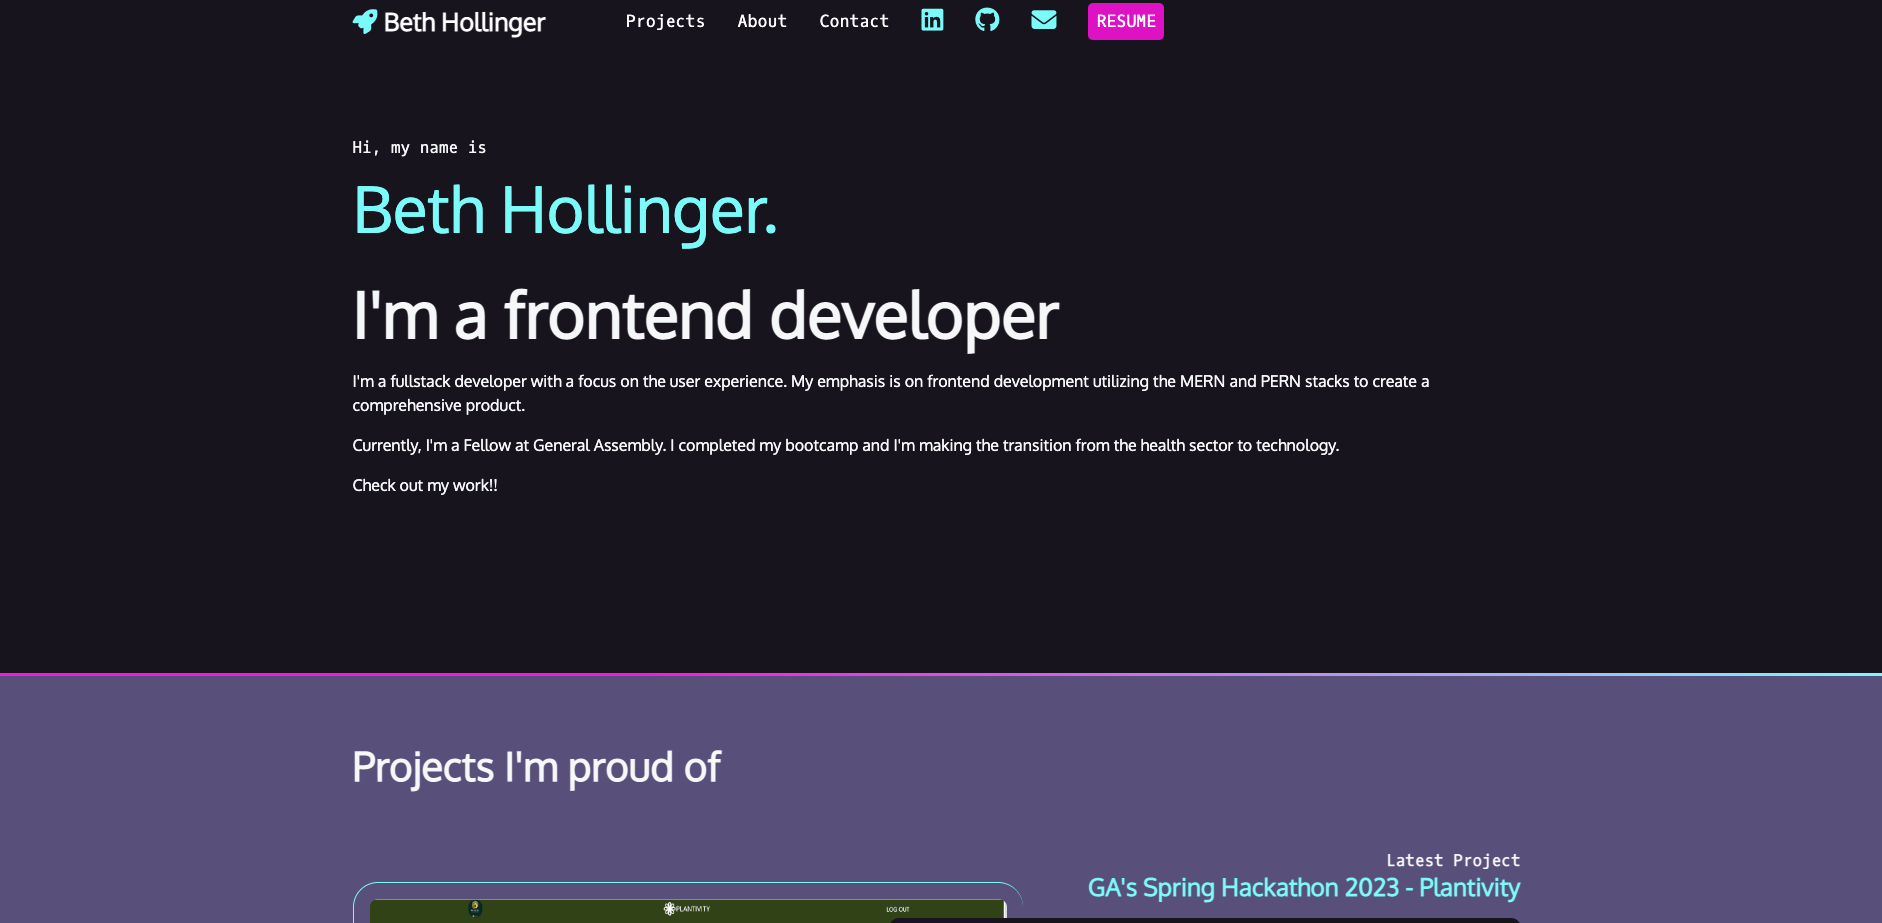 Beth Hollinger
Projects About Contact RESUME
Hi, my name is
Beth Hollinger.
I'm a frontend developer
I'm a fullstack developer with a focus on the user experience. My emphasis is on frontend development utilizing the MERN and PERN stacks to create a
comprehensive product.
Currently, I'm a Fellow at General Assembly. I completed my bootcamp and I'm making the transition from the health sector to technology.
Check out my work!!
Projects I'm proud of
Latest Project
GA's Spring Hackathon 2023 - Plantivity
PLANTIVITY
LOG OUT